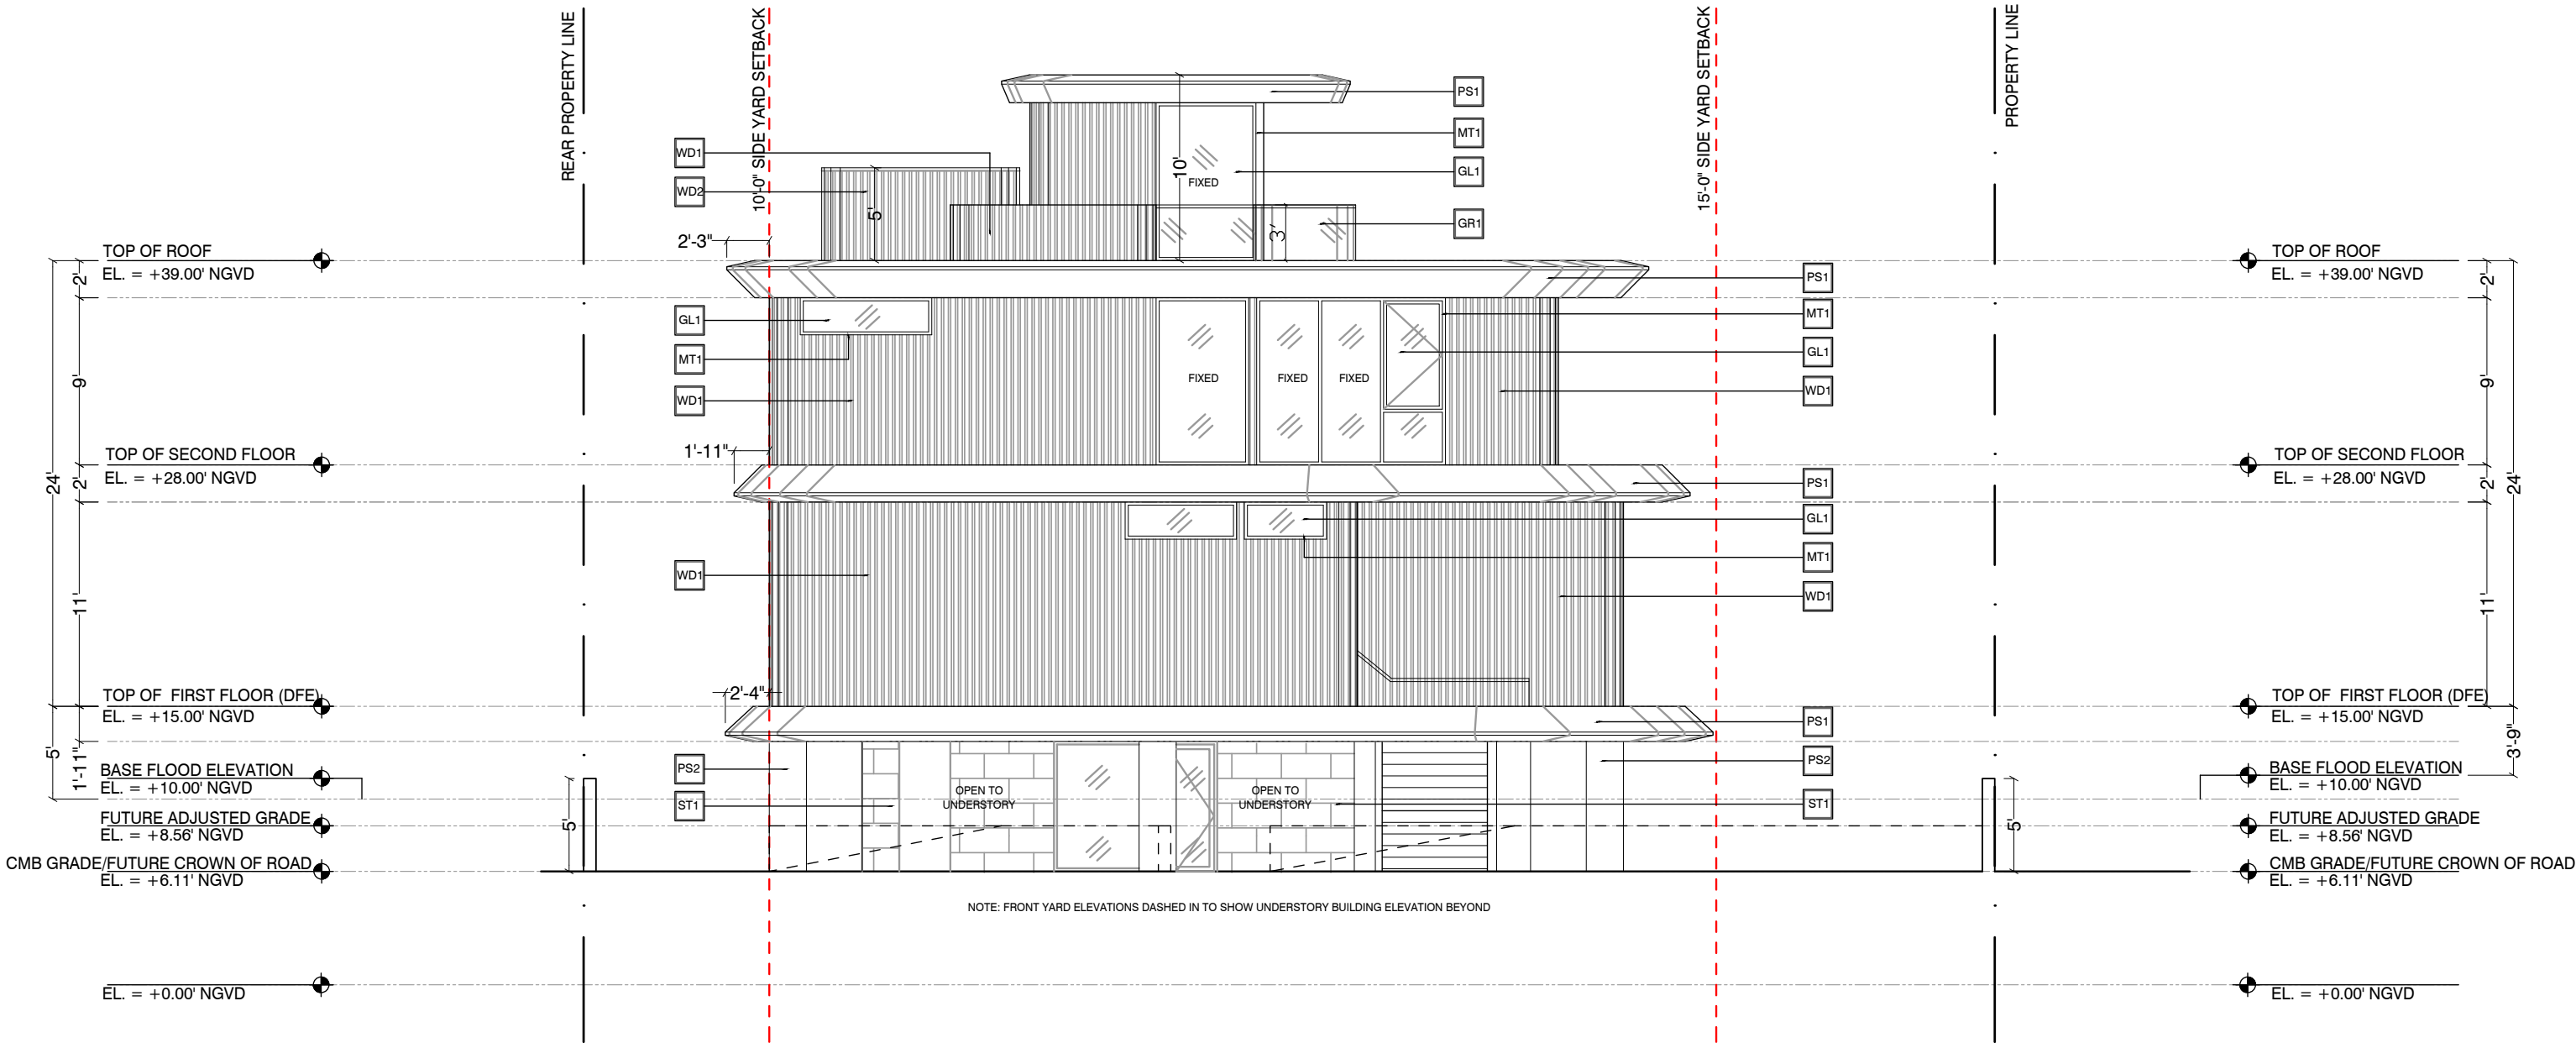 REAR PROPERTY LINE
10'-0" SIDE YARD SETBACK
15'-0" SIDE YARD SETBACK
PROPERTY LINE
PS1
MT1
GL1
GR1
WD1
WD2
FIXED
10'
5'
3'
2'-3"
TOP OF ROOF
EL. = +39.00' NGVD
TOP OF ROOF
EL. = +39.00' NGVD
2'
2'
PS1
MT1
GL1
WD1
GL1
MT1
WD1
FIXED
FIXED
FIXED
9'
9'
1'-11"
TOP OF SECOND FLOOR
EL. = +28.00' NGVD
TOP OF SECOND FLOOR
EL. = +28.00' NGVD
24'
2'
2'
24'
PS1
GL1
MT1
WD1
WD1
11'
11'
2'-4"
TOP OF FIRST FLOOR (DFE)
EL. = +15.00' NGVD
TOP OF FIRST FLOOR (DFE)
EL. = +15.00' NGVD
PS1
PS2
ST1
PS2
ST1
5'
1'-11"
3'-9"
BASE FLOOD ELEVATION
EL. = +10.00' NGVD
BASE FLOOD ELEVATION
EL. = +10.00' NGVD
OPEN TO
UNDERSTORY
OPEN TO
UNDERSTORY
5'
5'
FUTURE ADJUSTED GRADE
EL. = +8.56' NGVD
FUTURE ADJUSTED GRADE
EL. = +8.56' NGVD
CMB GRADE/FUTURE CROWN OF ROAD
EL. = +6.11' NGVD
CMB GRADE/FUTURE CROWN OF ROAD
EL. = +6.11' NGVD
NOTE: FRONT YARD ELEVATIONS DASHED IN TO SHOW UNDERSTORY BUILDING ELEVATION BEYOND
EL. = +0.00' NGVD
EL. = +0.00' NGVD